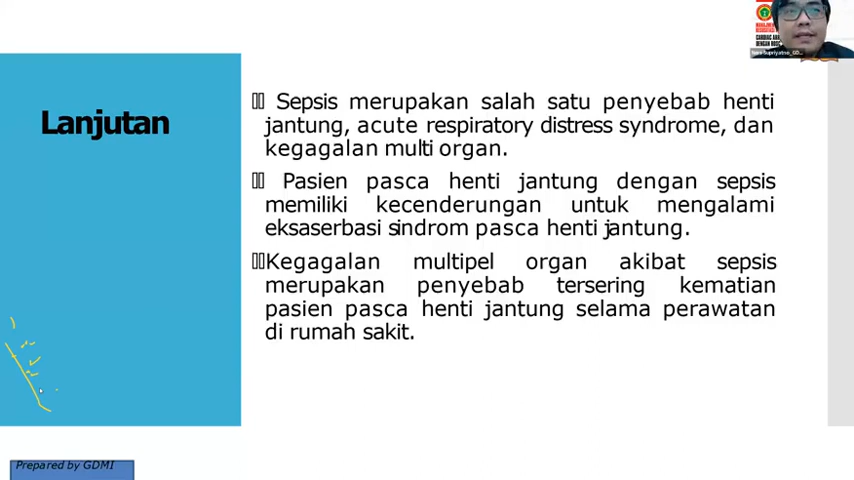 Lanjutan
Sepsis merupakan salah satu penyebab henti
jantung, acute respiratory distress syndrome, dan
kegagalan multi organ.
Pasien pasca henti jantung dengan sepsis
memiliki kecenderungan untuk mengalami
eksaserbasi sindrom pasca henti jantung.
Kegagalan multipel organ akibat sepsis
merupakan penyebab tersering kematian
pasien pasca henti jantung selama perawatan
di rumah sakit.
Prepared by GDMI